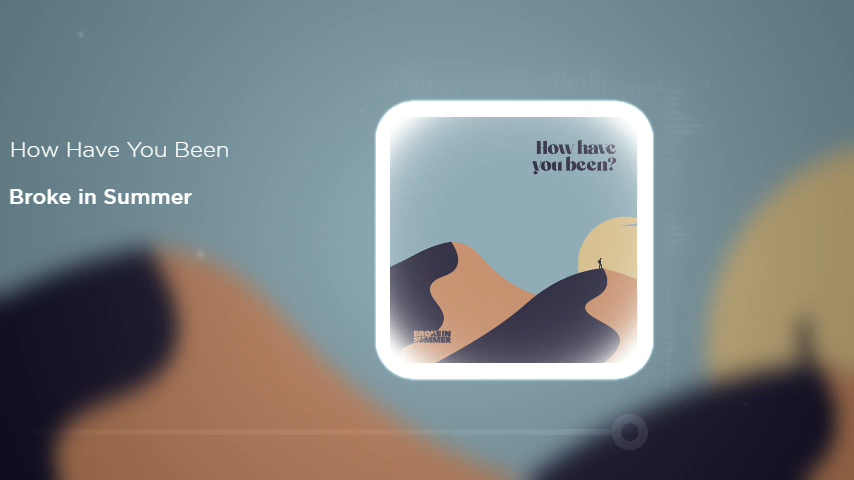 How Have You Been
Broke in Summer
How have
you been?
BROKE IN
SUMMER